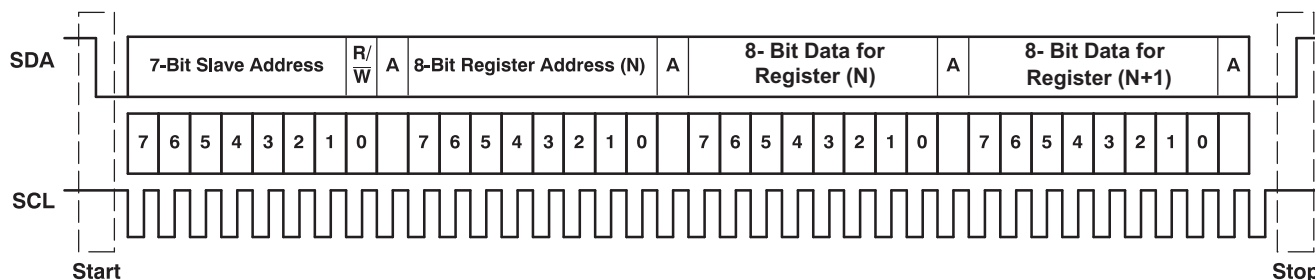 SDA
7-Bit Slave Address R/W A 8-Bit Register Address (N) A 8- Bit Data for Register (N) A 8- Bit Data for Register (N+1) A
7 6 5 4 3 2 1 0 7 6 5 4 3 2 1 0 7 6 5 4 3 2 1 0 7 6 5 4 3 2 1 0
SCL
Start Stop